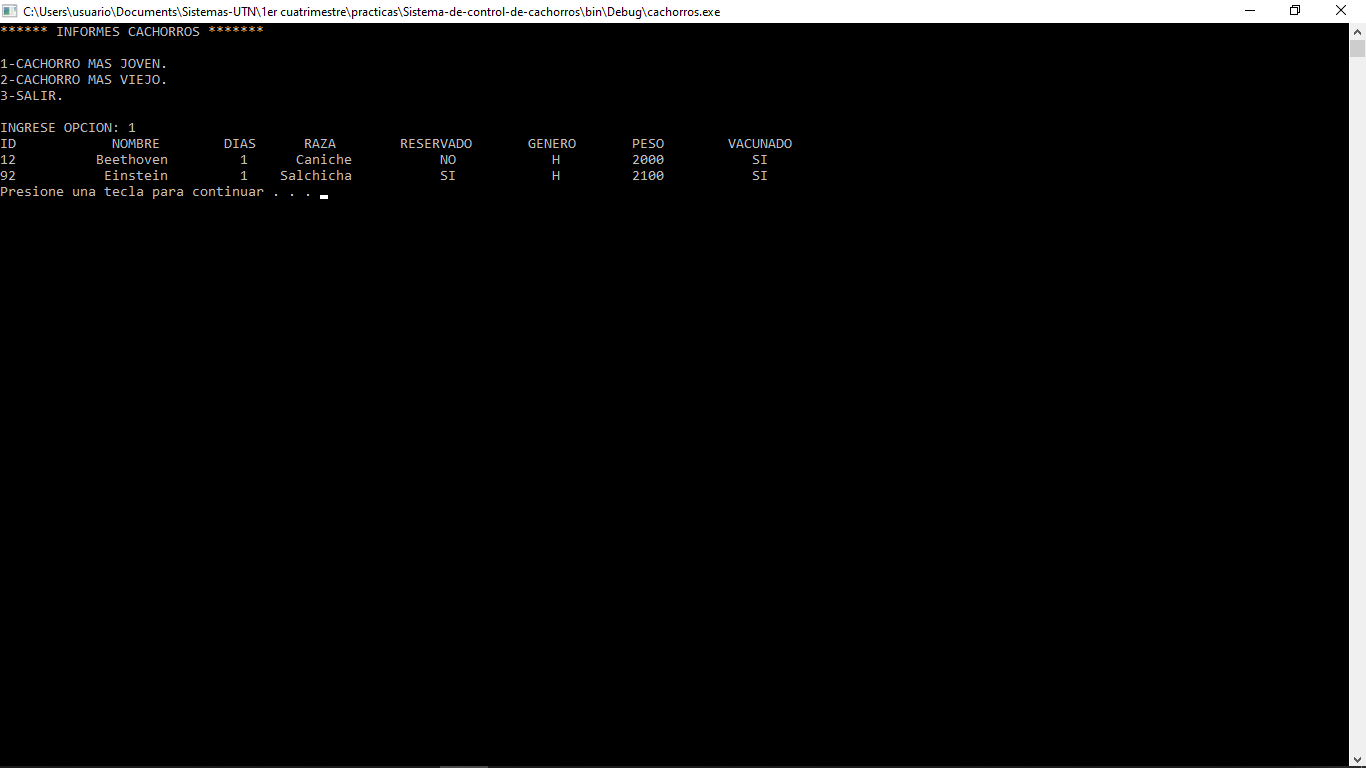 C:\Users\usuario\Documents\Sistemas-UTN\1er cuatrimestre\practicas\Sistema-de-control-de-cachorros\bin\Debug\cachorros.exe
****** INFORMES CACHORROS *******
1-CACHORRO MAS JOVEN.
2-CACHORRO MAS VIEJO.
3-SALIR.
INGRESE OPCION: 1
ID NOMBRE DIAS RAZA RESERVADO GENERO PESO VACUNADO
12 Beethoven 1 Caniche NO H 2000 SI
92 Einstein 1 Salchicha SI H 2100 SI
Presione una tecla para continuar . . .